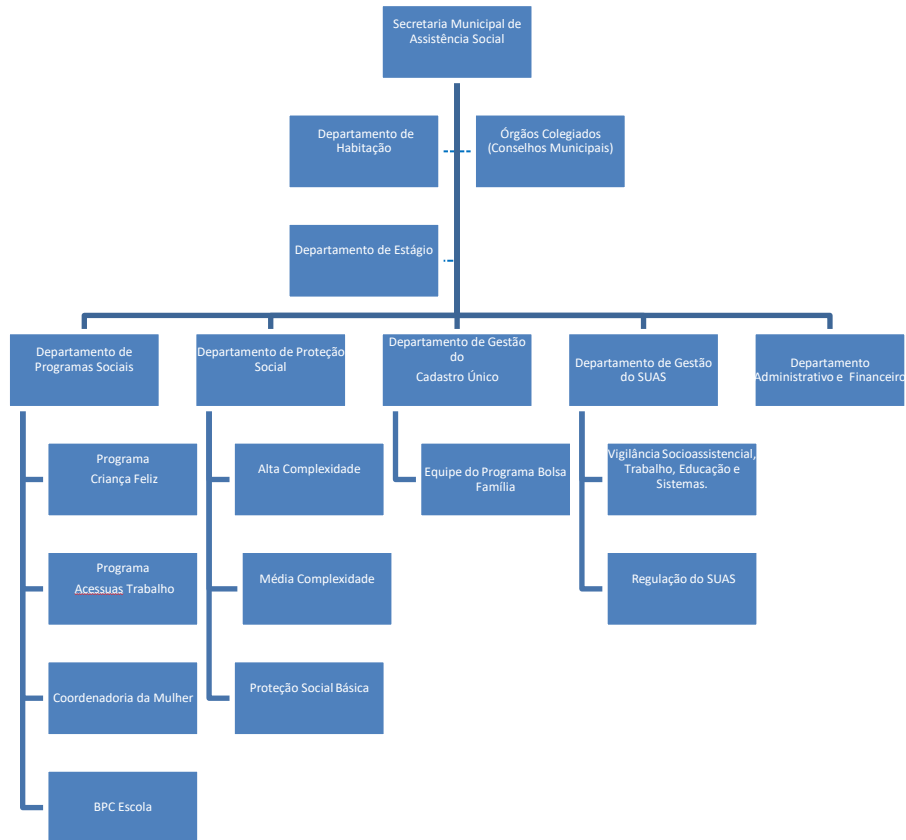 Secretaria Municipal de
Assistência Social
Departamento de
Habitação
Órgãos Colegiados
(Conselhos Municipais)
Departamento de Estágio
Departamento de
Programas Sociais
Departamento de Proteção
Social
Departamento de Gestão
do
Cadastro Único
Departamento de Gestão
do SUAS
Departamento
Administrativo e Financeiro
Programa
Criança Feliz
Alta Complexidade
Equipe do Programa Bolsa
Família
Vigilância Socioassistencial,
Trabalho, Educação e
Sistemas.
Programa
Acessuas Trabalho
Média Complexidade
Regulação do SUAS
Coordenadoria da Mulher
Proteção Social Básica
BPC Escola